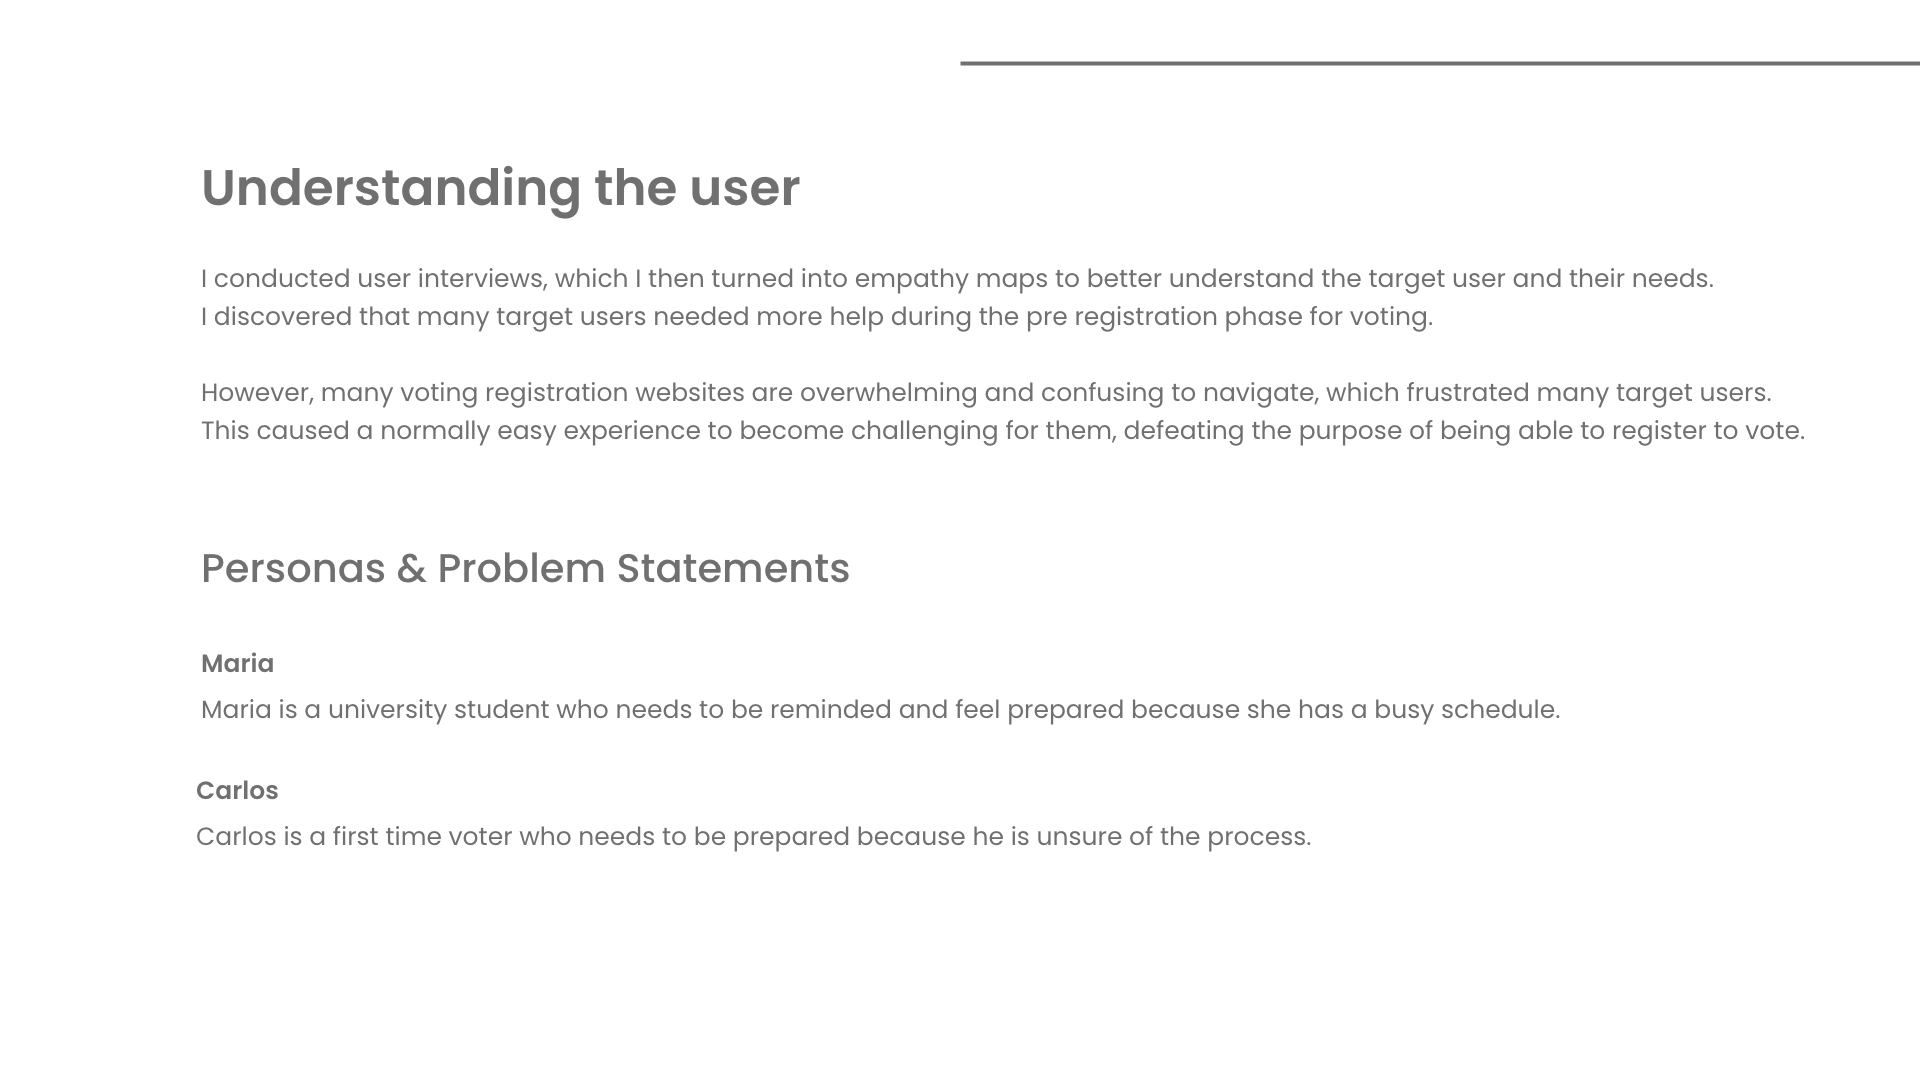 Understanding the user
I conducted user interviews, which I then turned into empathy maps to better understand the target user and their needs.
I discovered that many target users needed more help during the pre registration phase for voting.
However, many voting registration websites are overwhelming and confusing to navigate, which frustrated many target users.
This caused a normally easy experience to become challenging for them, defeating the purpose of being able to register to vote.
Personas & Problem Statements
Maria
Maria is a university student who needs to be reminded and feel prepared because she has a busy schedule.
Carlos
Carlos is a first time voter who needs to be prepared because he is unsure of the process.